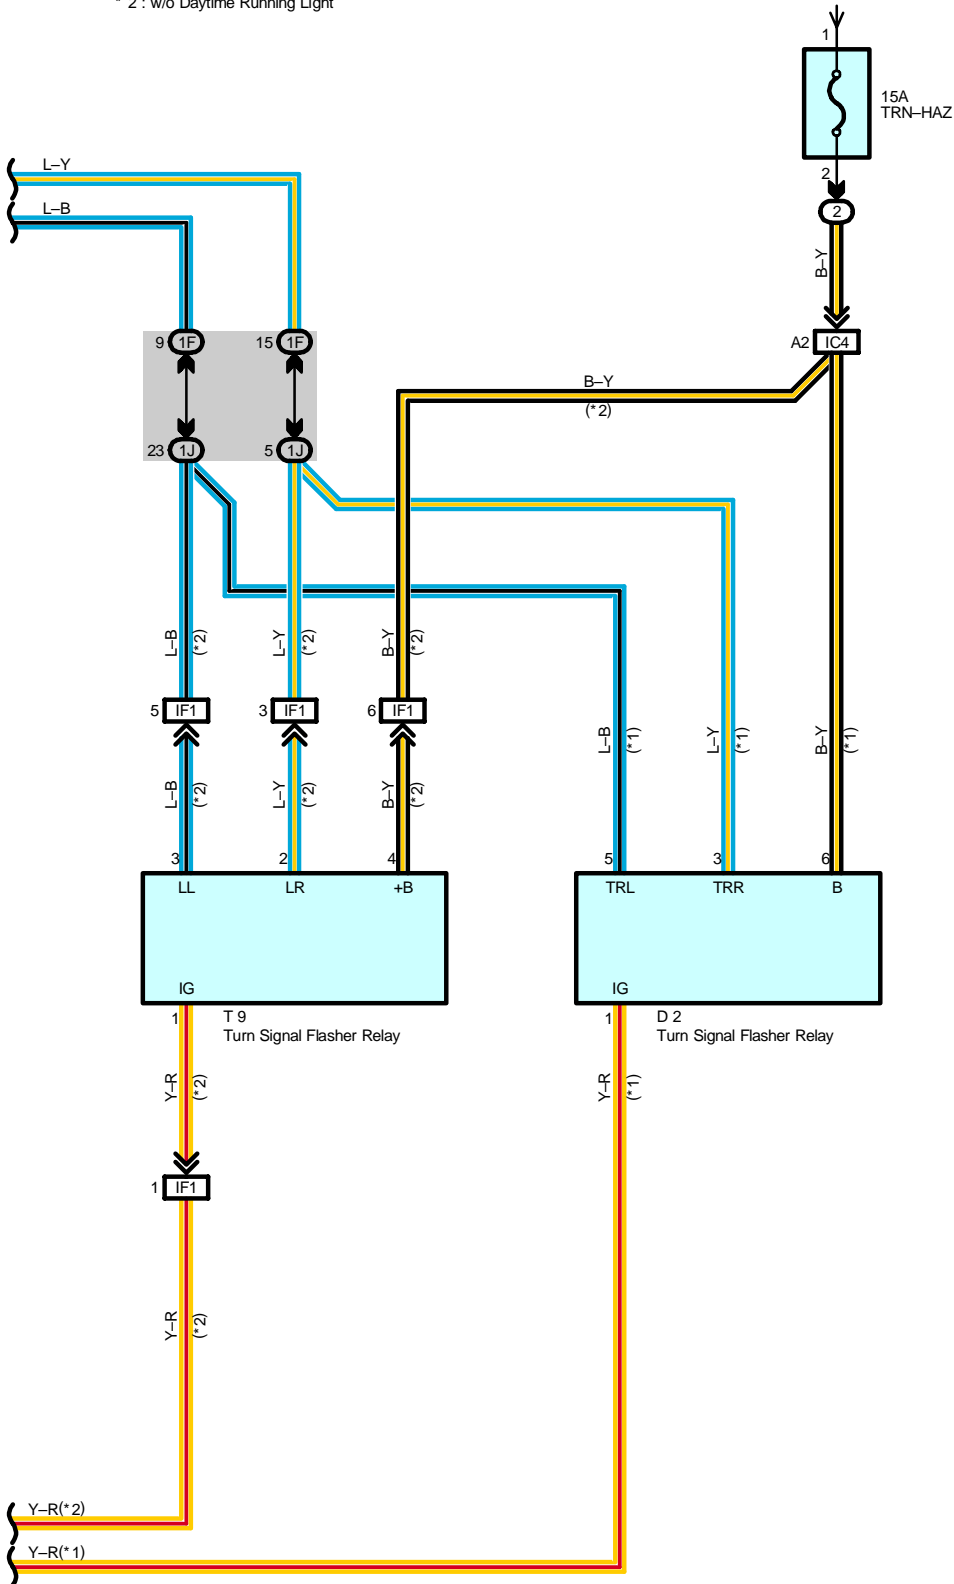 * 2 : w/o Daytime Running Light
1
15A
TRN–HAZ
L–Y
2
L–B
2
B–Y
9 1F
15 1F
A2 IC4
B–Y
(* 2)
23 1J
5 1J
L–B
(* 2)
L–Y
(* 2)
B–Y
(* 2)
5 IF1
3 IF1
6 IF1
L–B
(* 1)
L–Y
(* 1)
B–Y
(* 1)
L–B
(* 2)
L–Y
(* 2)
B–Y
(* 2)
3
2
4
5
3
6
LL
LR
+B
TRL
TRR
B
IG
IG
1
T 9
Turn Signal Flasher Relay
1
D 2
Turn Signal Flasher Relay
Y–R
(* 2)
Y–R
(* 1)
1 IF1
Y–R
(* 2)
Y–R(* 2)
Y–R(* 1)